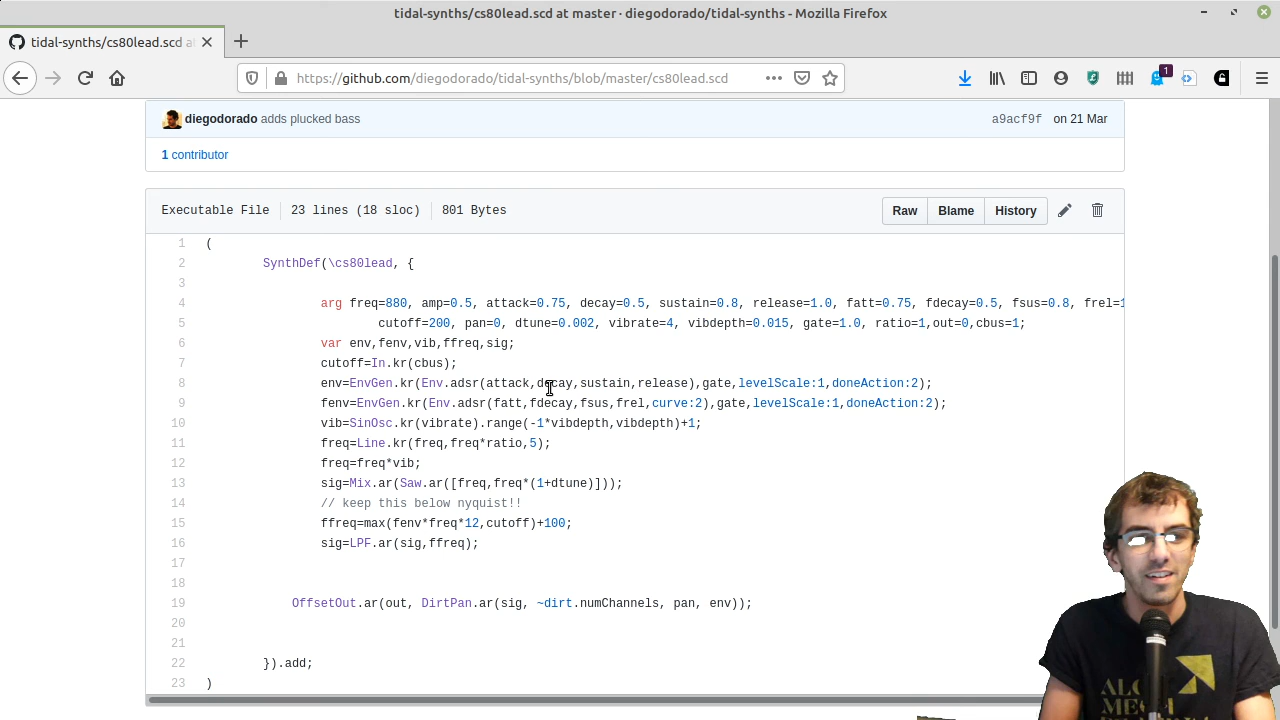 tidal-synths/cs80lead.scd at master · diegodorado/tidal-synths - Mozilla Firefox
tidal-synths/cs80lead.scd a
https://github.com/diegodorado/tidal-synths/blob/master/cs80lead.scd
1
diegodorado adds plucked bass a9acf9f on 21 Mar
1 contributor
Executable File 23 lines (18 sloc) 801 Bytes Raw Blame History
1 (
2 SynthDef(\cs80lead, {
3
4 arg freq=880, amp=0.5, attack=0.75, decay=0.5, sustain=0.8, release=1.0, fatt=0.75, fdecay=0.5, fsus=0.8, frel=1
5 cutoff=200, pan=0, dtune=0.002, vibrate=4, vibdepth=0.015, gate=1.0, ratio=1,out=0,cbus=1;
6 var env,fenv,vib,ffreq,sig;
7 cutoff=In.kr(cbus);
8 env=EnvGen.kr(Env.adsr(attack,decay,sustain,release),gate,levelScale:1,doneAction:2);
9 fenv=EnvGen.kr(Env.adsr(fatt,fdecay,fsus,frel,curve:2),gate,levelScale:1,doneAction:2);
10 vib=SinOsc.kr(vibrate).range(-1*vibdepth,vibdepth)+1;
11 freq=Line.kr(freq,freq*ratio,5);
12 freq=freq*vib;
13 sig=Mix.ar(Saw.ar([freq,freq*(1+dtune)]));
14 // keep this below nyquist!!
15 ffreq=max(fenv*freq*12,cutoff)+100;
16 sig=LPF.ar(sig,ffreq);
17
18
19 OffsetOut.ar(out, DirtPan.ar(sig, ~dirt.numChannels, pan, env));
20
21
22 }).add;
23 )